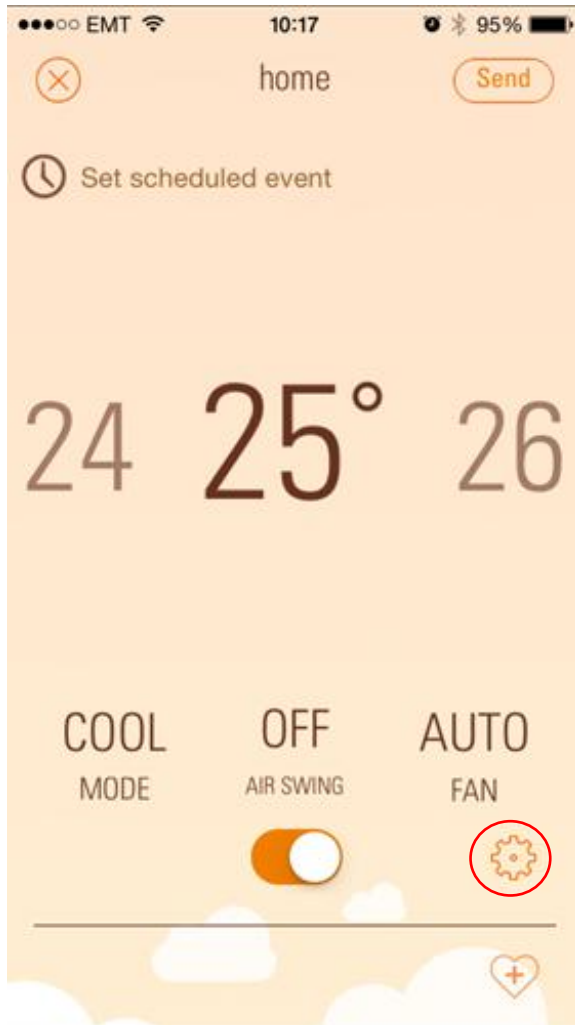 EMT 10:17 95%
home Send
Set scheduled event
24 25° 26
COOL OFF AUTO
MODE AIR SWING FAN